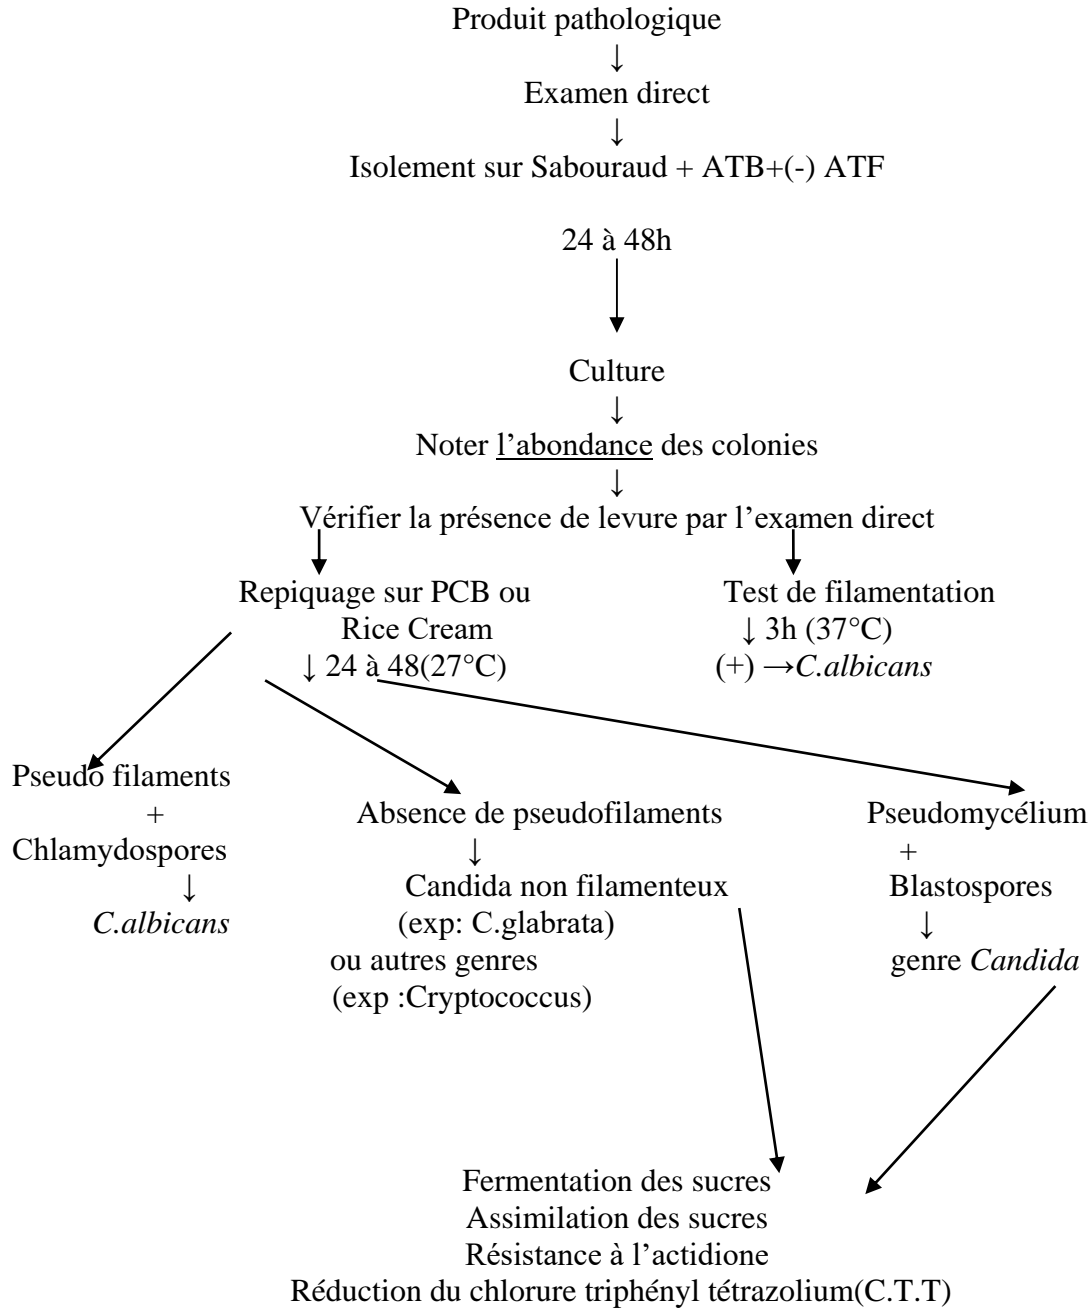 Produit pathologique
↓
Examen direct
↓
Isolement sur Sabouraud + ATB+(-) ATF
24 à 48h
Culture
↓
Noter l’abondance des colonies
↓
Vérifier la présence de levure par l’examen direct
Repiquage sur PCB ou
Rice Cream
↓ 24 à 48(27°C)
Test de filamentation
↓ 3h (37°C)
(+) →C.albicans
Pseudo filaments
+
Chlamydospores
↓
C.albicans
Absence de pseudofilaments
↓
Candida non filamenteux
(exp: C.glabrata)
ou autres genres
(exp :Cryptococcus)
Pseudomycélium
+
Blastospores
↓
genre Candida
Fermentation des sucres
Assimilation des sucres
Résistance à l’actidione
Réduction du chlorure triphényl tétrazolium(C.T.T)